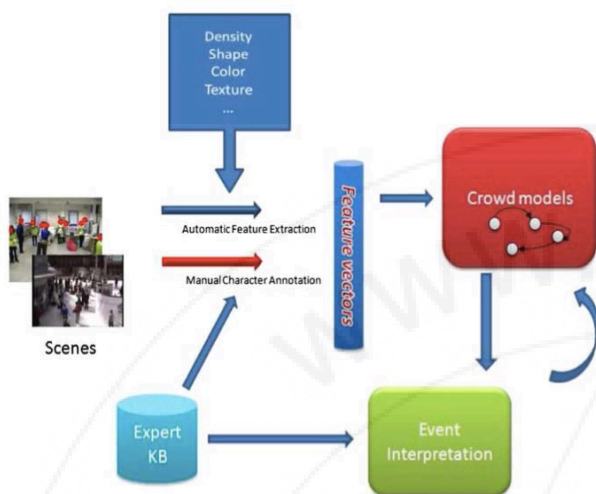 Density
Shape
Color
Texture
...
Automatic Feature Extraction
Manual Character Annotation
Feature vectors
Crowd models
Scenes
Expert
KB
Event
Interpretation
WWW